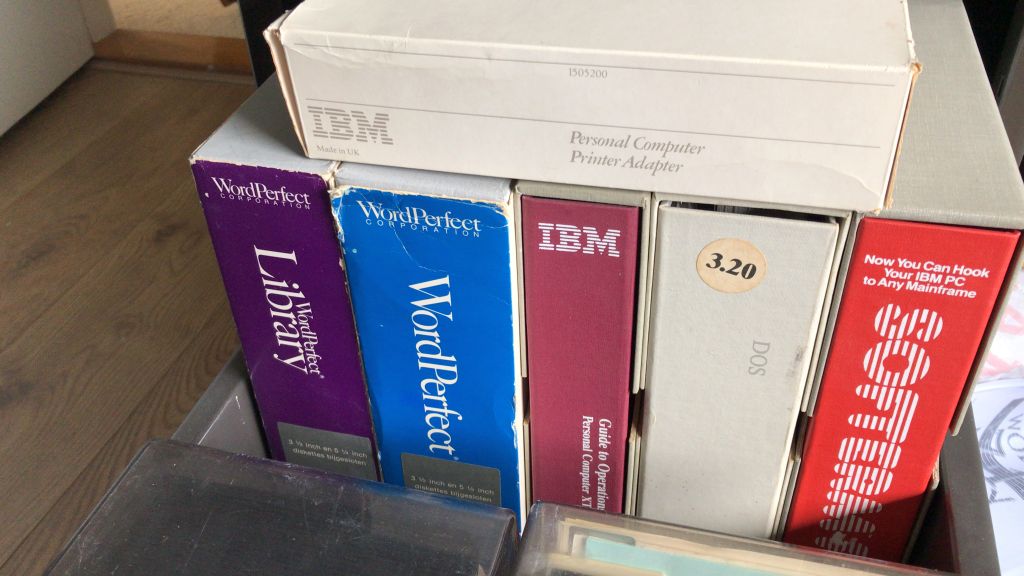 1505200
IBM
Made in UK
Personal Computer
Printer Adapter
WordPerfect
CORPORATION
WordPerfect®
Library
3 ½ inch en 5 ¼ inch
diskettes bijgesloten
WordPerfect
CORPORATION
WordPerfect
3 ½ inch en 5 ¼ inch
diskettes bijgesloten
IBM
Guide to Operations
Personal Computer XT
3.20
DOS
Now You Can Hook
Your IBM PC
to Any Mainframe